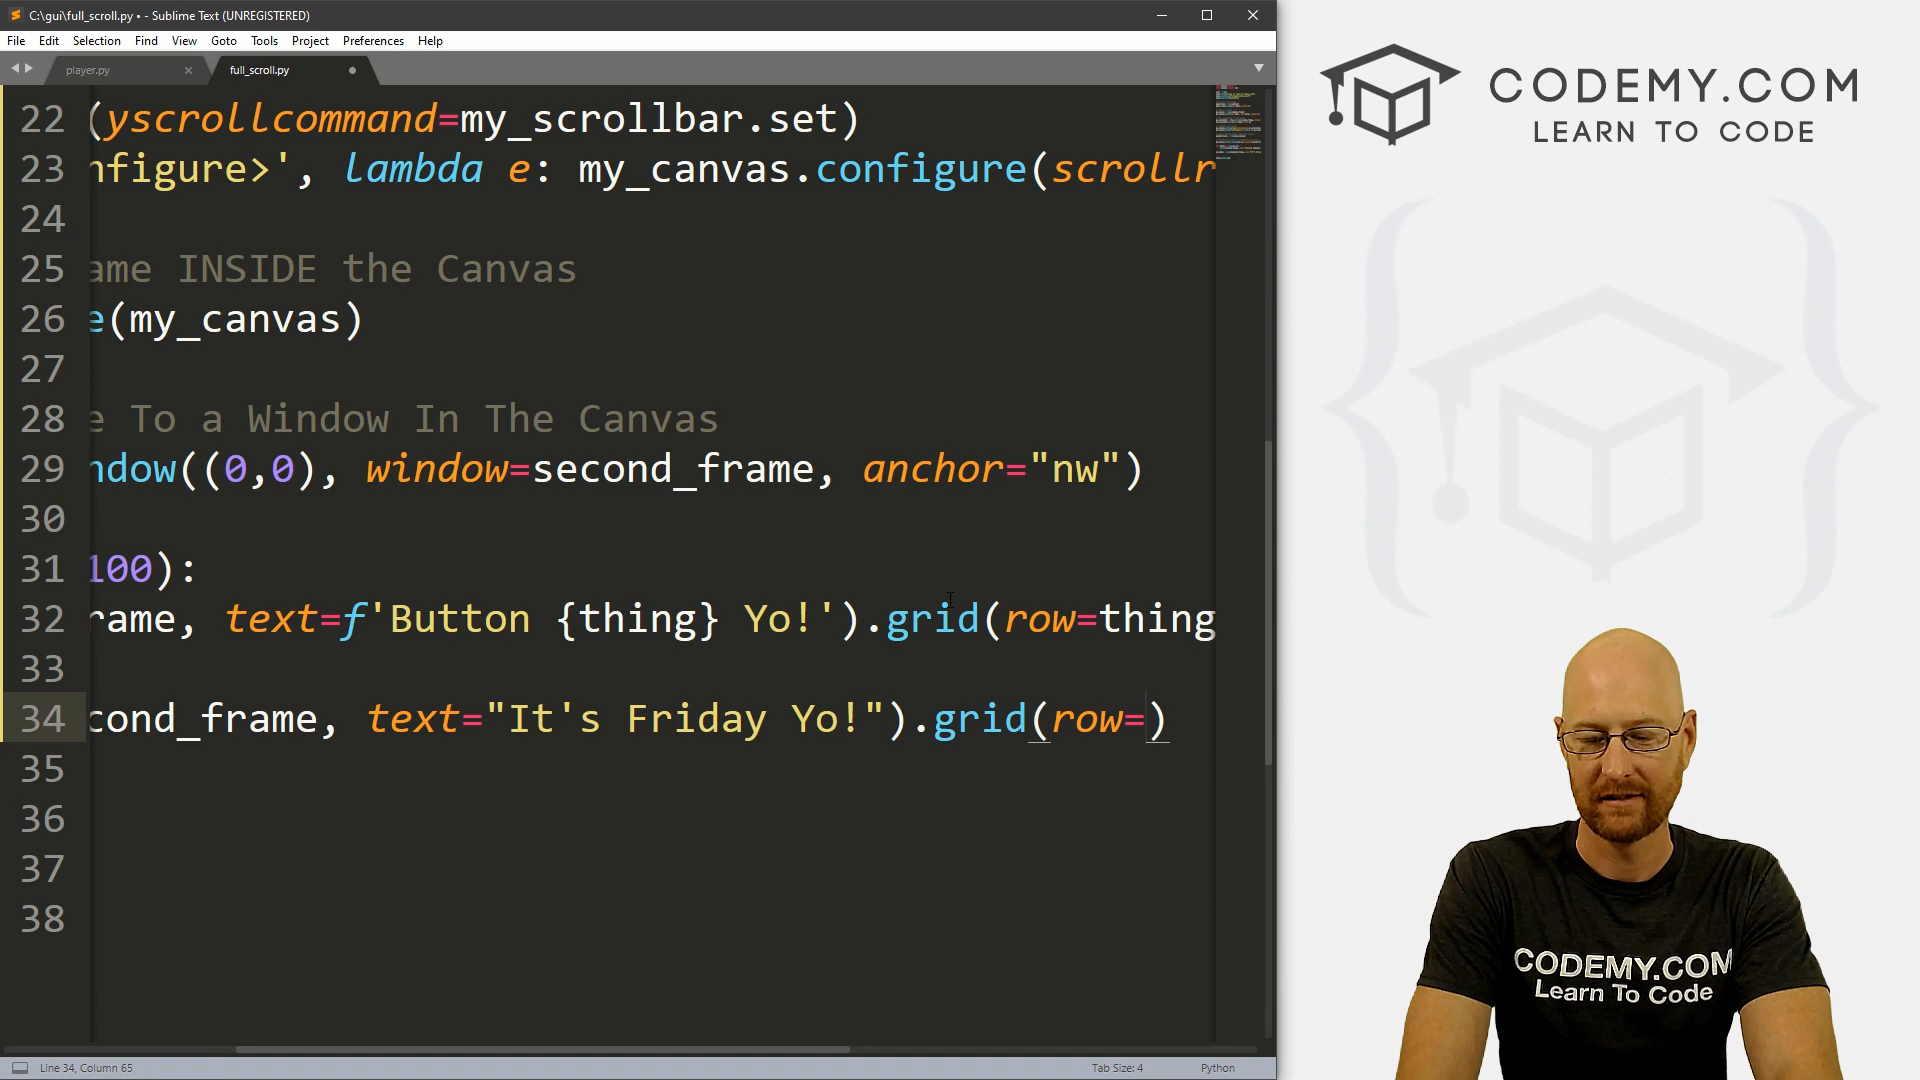 C:\gui\full_scroll.py • - Sublime Text (UNREGISTERED)
File Edit Selection Find View Goto Tools Project Preferences Help
player.py
full_scroll.py
22 (yscrollcommand=my_scrollbar.set)
23 nfigure>', lambda e: my_canvas.configure(scrollr
24
25 ame INSIDE the Canvas
26 e(my_canvas)
27
28 e To a Window In The Canvas
29 ndow((0,0), window=second_frame, anchor="nw")
30
31 100):
32 rame, text=f'Button {thing} Yo!').grid(row=thing
33
34 cond_frame, text="It's Friday Yo!").grid(row=)
35
36
37
38
Line 34, Column 65
Tab Size: 4
Python
CODEMY.COM
LEARN TO CODE
CODEMY.COM
Learn To Code